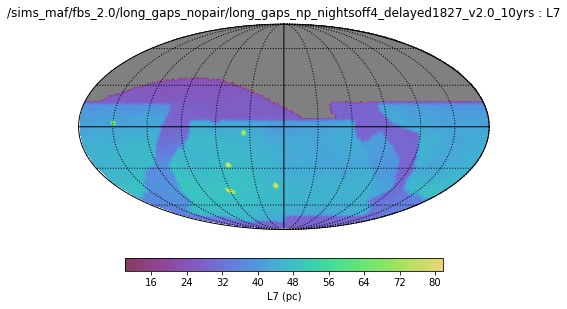 /sims_maf/fbs_2.0/long_gaps_nopair/long_gaps_np_nightsoff4_delayed1827_v2.0_10yrs : L7
16 24 32 40 48 56 64 72 80
L7 (pc)